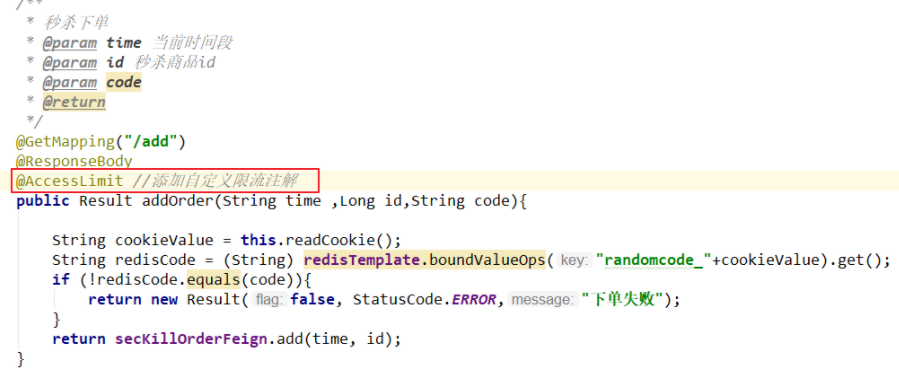 /**
 * 秒杀下单
 * @param time 当前时间段
 * @param id 秒杀商品id
 * @param code
 * @return
 */
@GetMapping("/add")
@ResponseBody
@AccessLimit //添加自定义限流注解
public Result addOrder(String time ,Long id,String code){
String cookieValue = this.readCookie();
String redisCode = (String) redisTemplate.boundValueOps( key: "randomcode_"+cookieValue).get();
if (!redisCode.equals(code)){
return new Result( flag: false, StatusCode.ERROR, message: "下单失败");
}
return secKillOrderFeign.add(time, id);
}